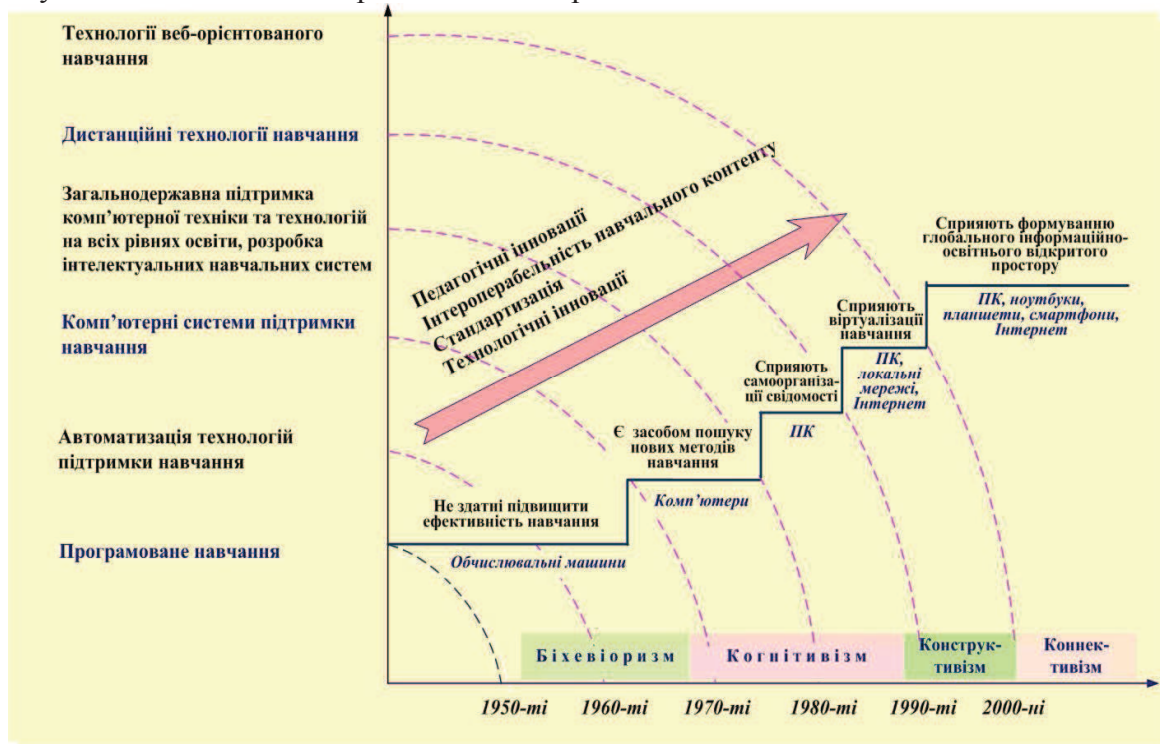 Технології веб-орієнтованого
навчання
Дистанційні технології навчання
Загальнодержавна підтримка
комп’ютерної техніки та технологій
на всіх рівнях освіти, розробка
інтелектуальних навчальних систем
Комп’ютерні системи підтримки
навчання
Автоматизація технологій
підтримки навчання
Програмоване навчання
Педагогічні інновації
Інтероперабельність навчального контенту
Стандартизація
Технологічні інновації
Не здатні підвищити
ефективність навчання
Обчислювальні машини
Є засобом пошуку
нових методів
навчання
Комп’ютери
Сприяють
самоорганіза-
ції свідомості
ПК
Сприяють
віртуалізації
навчання
ПК,
локальні
мережі,
Інтернет
Сприяють формуванню
глобального інформаційно-
освітнього відкритого
простору
ПК, ноутбуки,
планшети, смартфони,
Інтернет
Біхевіоризм
Когнітивізм
Конструк-
тивізм
Коннек-
тивізм
1950-ті 1960-ті 1970-ті 1980-ті 1990-ті 2000-ні